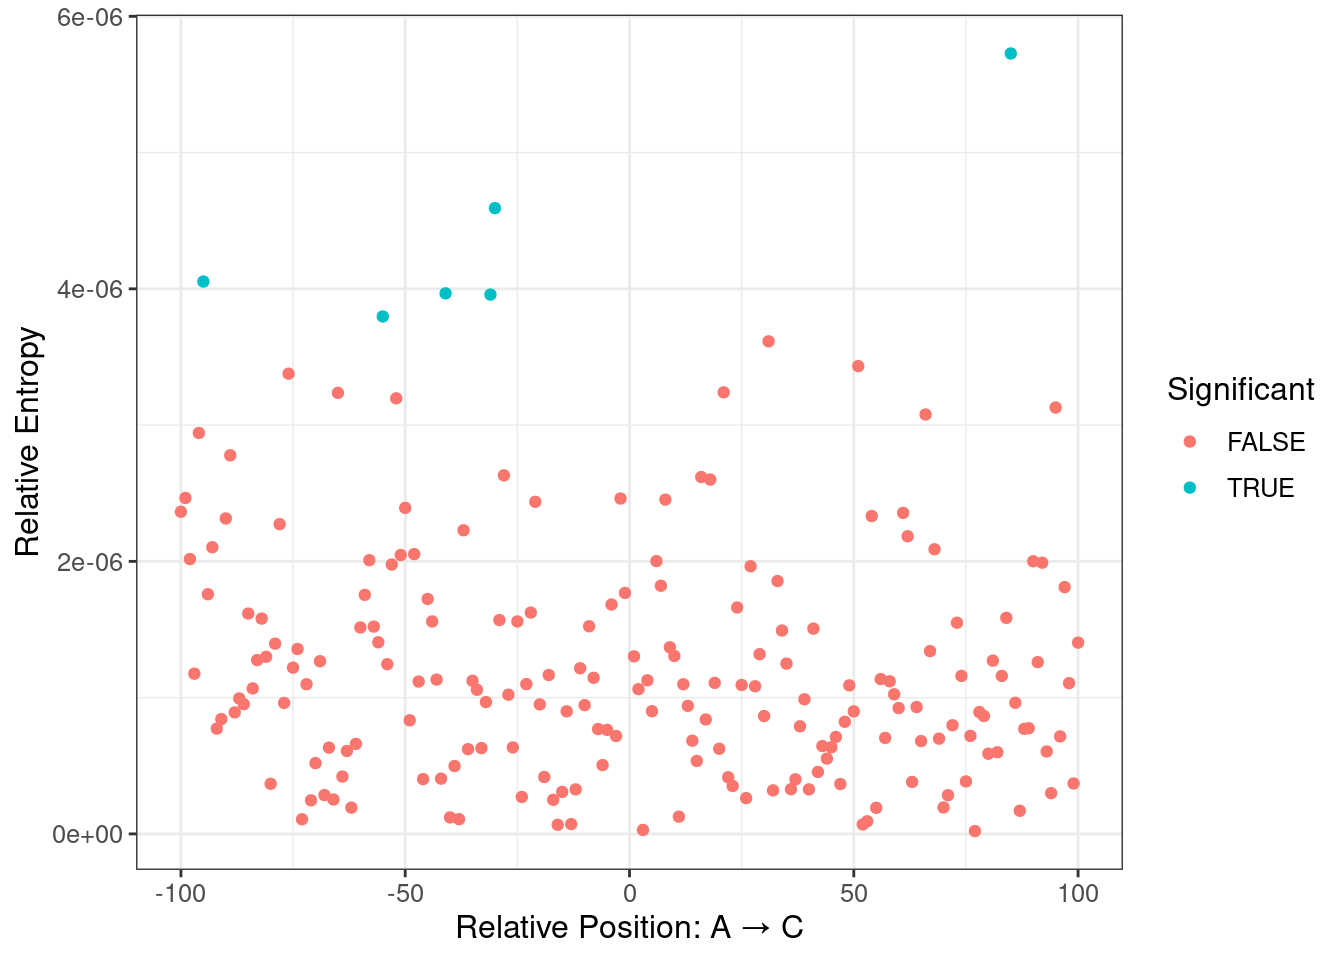 6e-06
4e-06
2e-06
0e+00
Relative Entropy
-100
-50
0
50
100
Relative Position: A → C
Significant
FALSE
TRUE